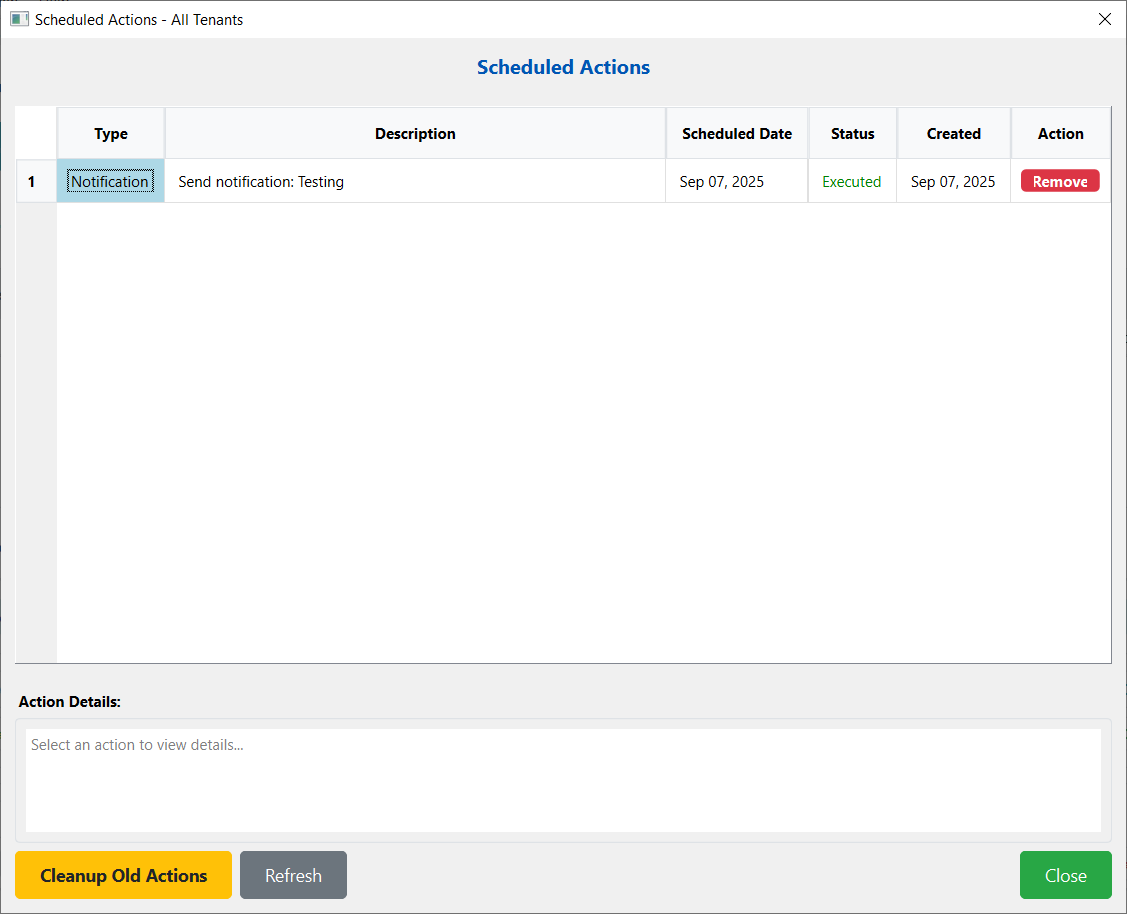 Scheduled Actions - All Tenants
Scheduled Actions
Type Description Scheduled Date Status Created Action
1 Notification Send notification: Testing Sep 07, 2025 Executed Sep 07, 2025 Remove
Action Details:
Select an action to view details...
Cleanup Old Actions Refresh Close